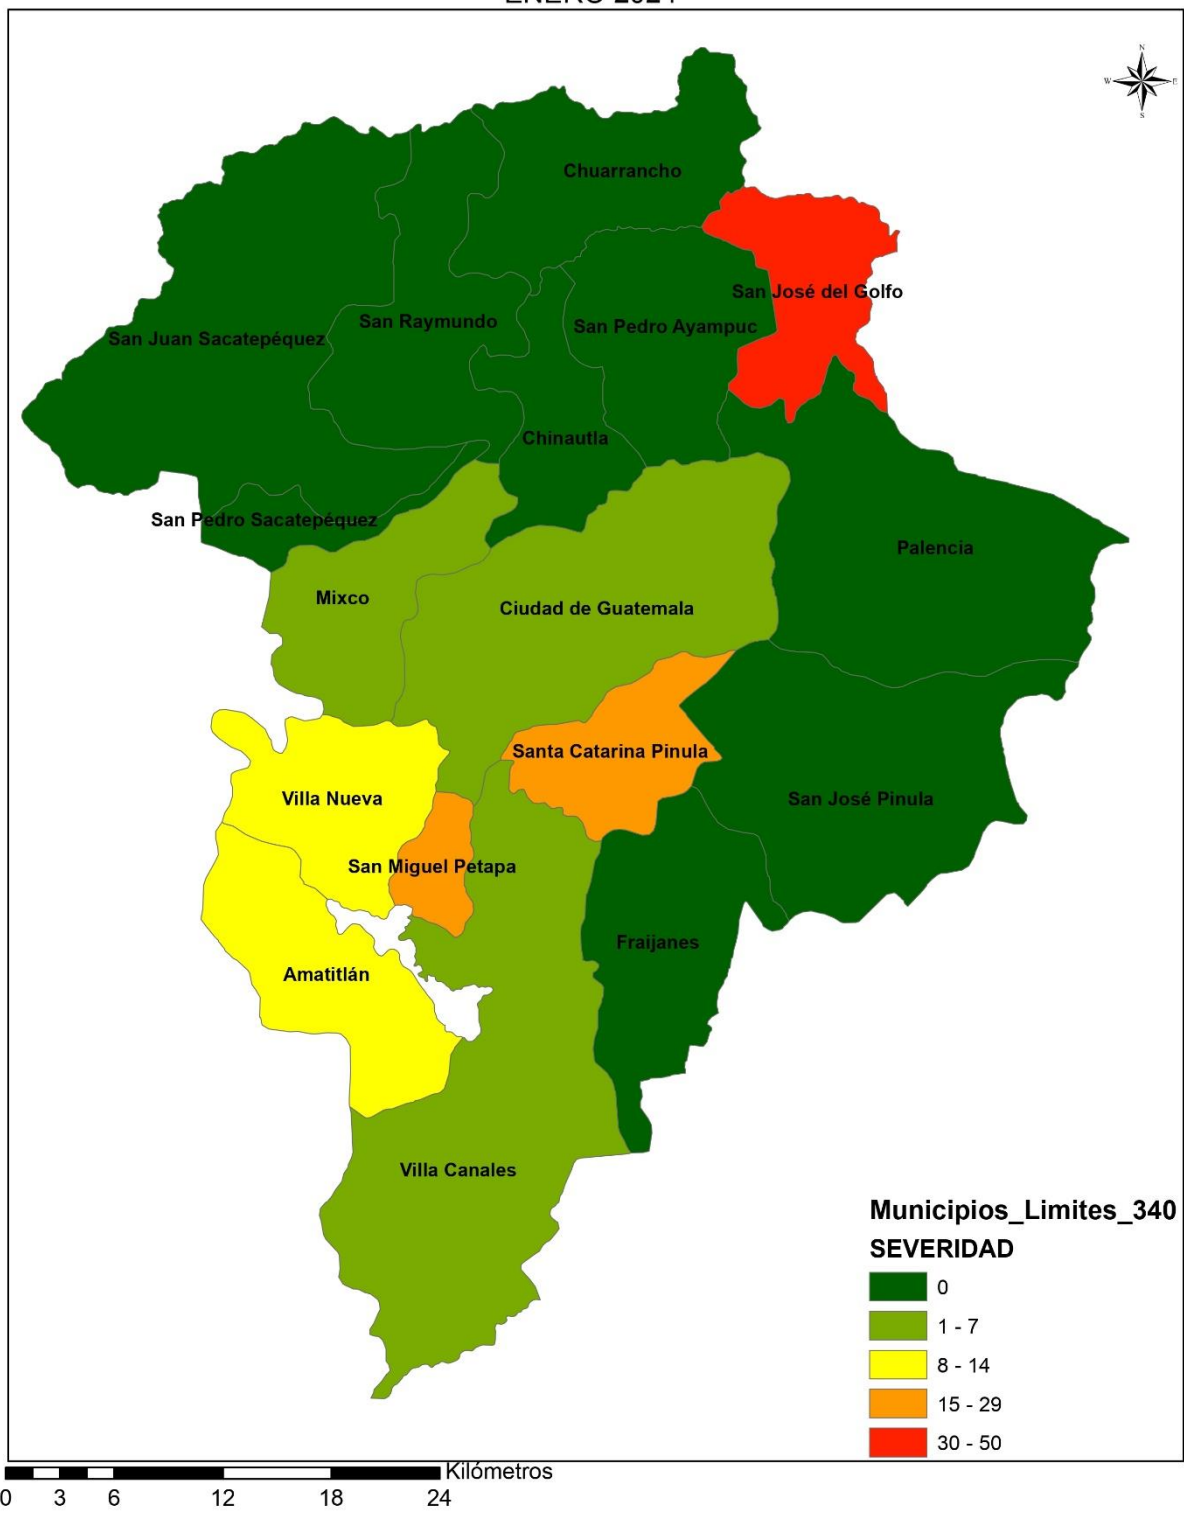 N
W E
S
Chuarrancho
San José del Golfo
San Raymundo
San Pedro Ayampuc
San Juan Sacatepéquez
Chinautla
San Pedro Sacatepéquez
Palencia
Mixco
Ciudad de Guatemala
Santa Catarina Pinula
Villa Nueva
San José Pinula
San Miguel Petapa
Fraijanes
Amatitlán
Villa Canales
Municipios_Limites_340
SEVERIDAD
0
1 - 7
8 - 14
15 - 29
30 - 50
Kilómetros
0 3 6 12 18 24